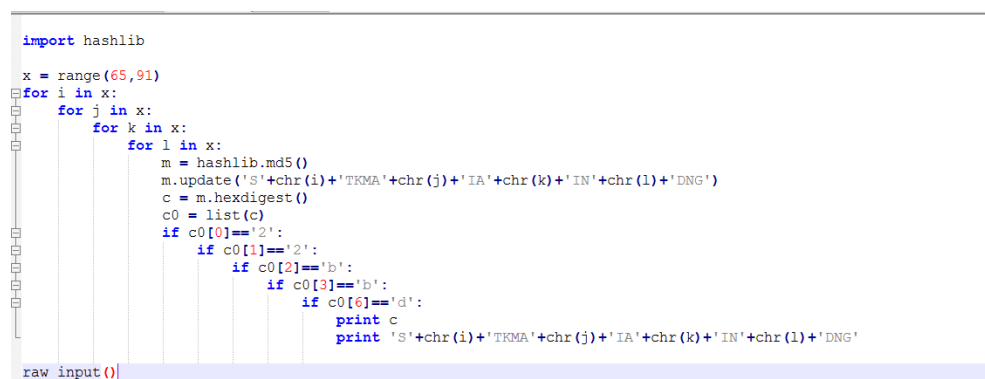 import hashlib
x = range(65,91)
for i in x:
    for j in x:
        for k in x:
            for l in x:
                m = hashlib.md5()
                m.update('S'+chr(i)+'TKMA'+chr(j)+'IA'+chr(k)+'IN'+chr(l)+'DNG')
                c = m.hexdigest()
                c0 = list(c)
                if c0[0]=='2':
                    if c0[1]=='2':
                        if c0[2]=='b':
                            if c0[3]=='b':
                                if c0[6]=='d':
                                    print c
                                    print 'S'+chr(i)+'TKMA'+chr(j)+'IA'+chr(k)+'IN'+chr(l)+'DNG'
raw input()